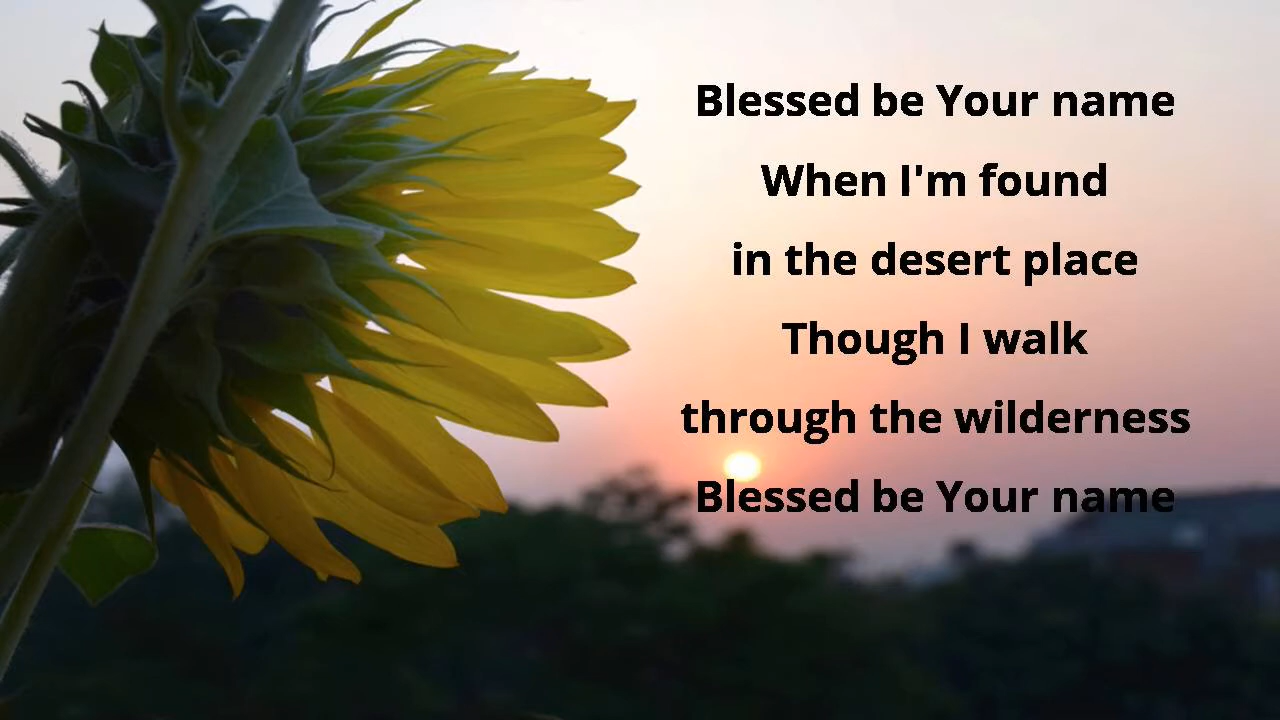 Blessed be Your name
When I'm found
in the desert place
Though I walk
through the wilderness
Blessed be Your name